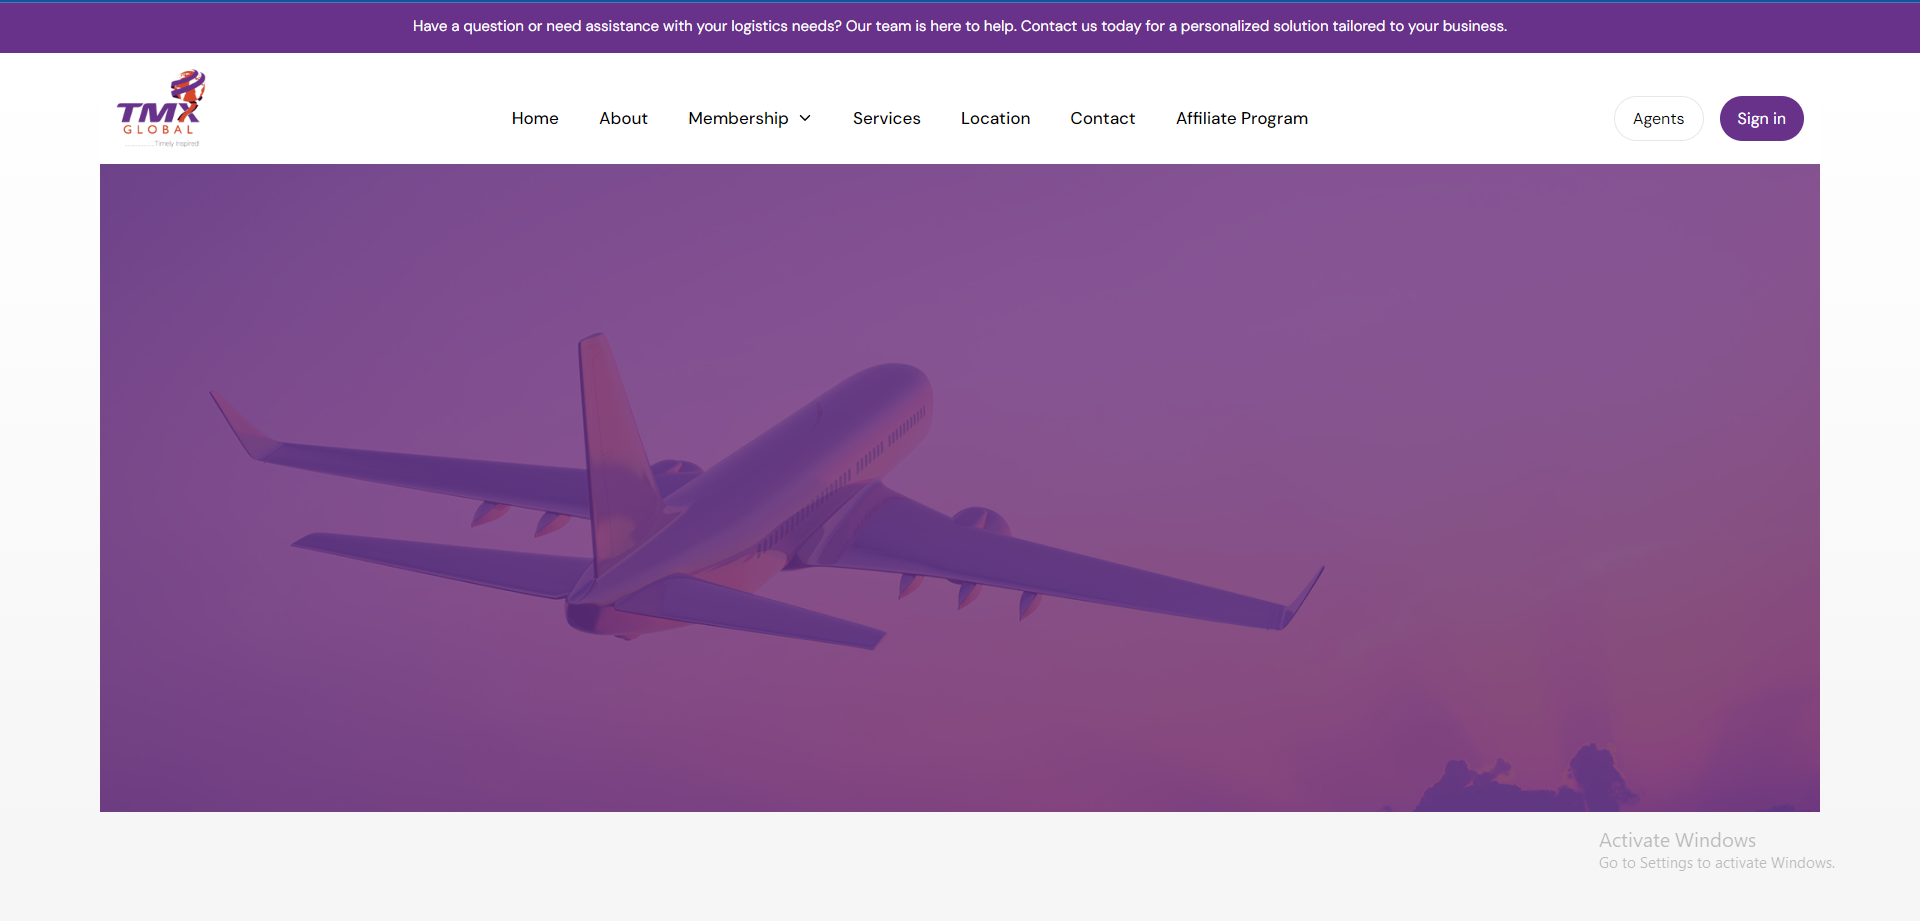 Have a question or need assistance with your logistics needs? Our team is here to help. Contact us today for a personalized solution tailored to your business.
TMX
GLOBAL
Timely Inspired!
Home
About
Membership
Services
Location
Contact
Affiliate Program
Agents
Sign in
Activate Windows
Go to Settings to activate Windows.